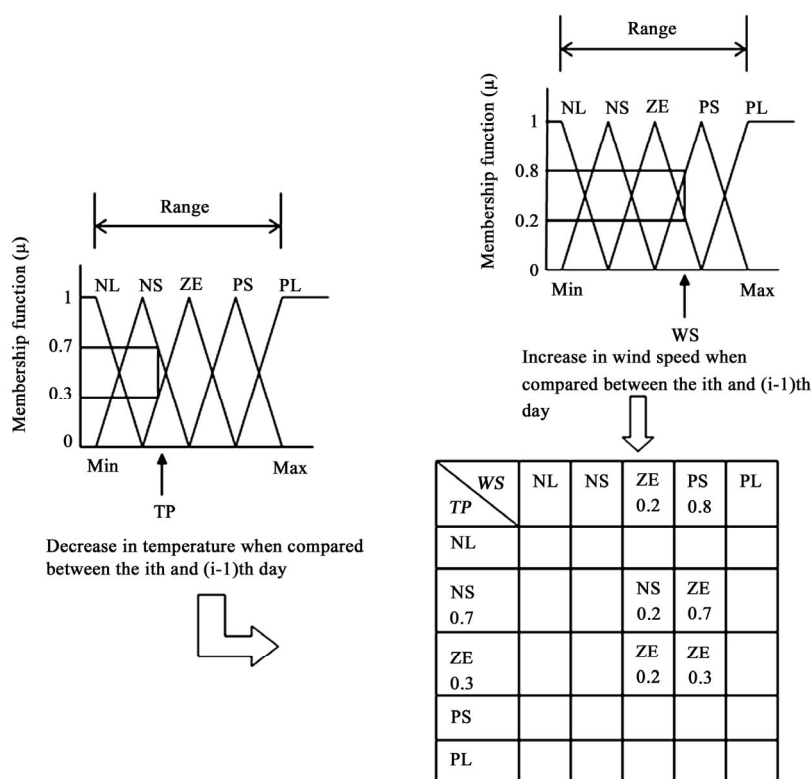 Range
Membership function (μ)
NL NS ZE PS PL
1
0.7
0.3
0
Min Max
TP
Decrease in temperature when compared
between the ith and (i-1)th day
Range
Membership function (μ)
NL NS ZE PS PL
1
0.8
0.2
0
Min Max
WS
Increase in wind speed when
compared between the ith and (i-1)th
day
WS
TP
NL NS ZE PS PL
0.2 0.8
NL
NS NS ZE
0.7 0.2 0.7
ZE ZE ZE
0.3 0.2 0.3
PS
PL